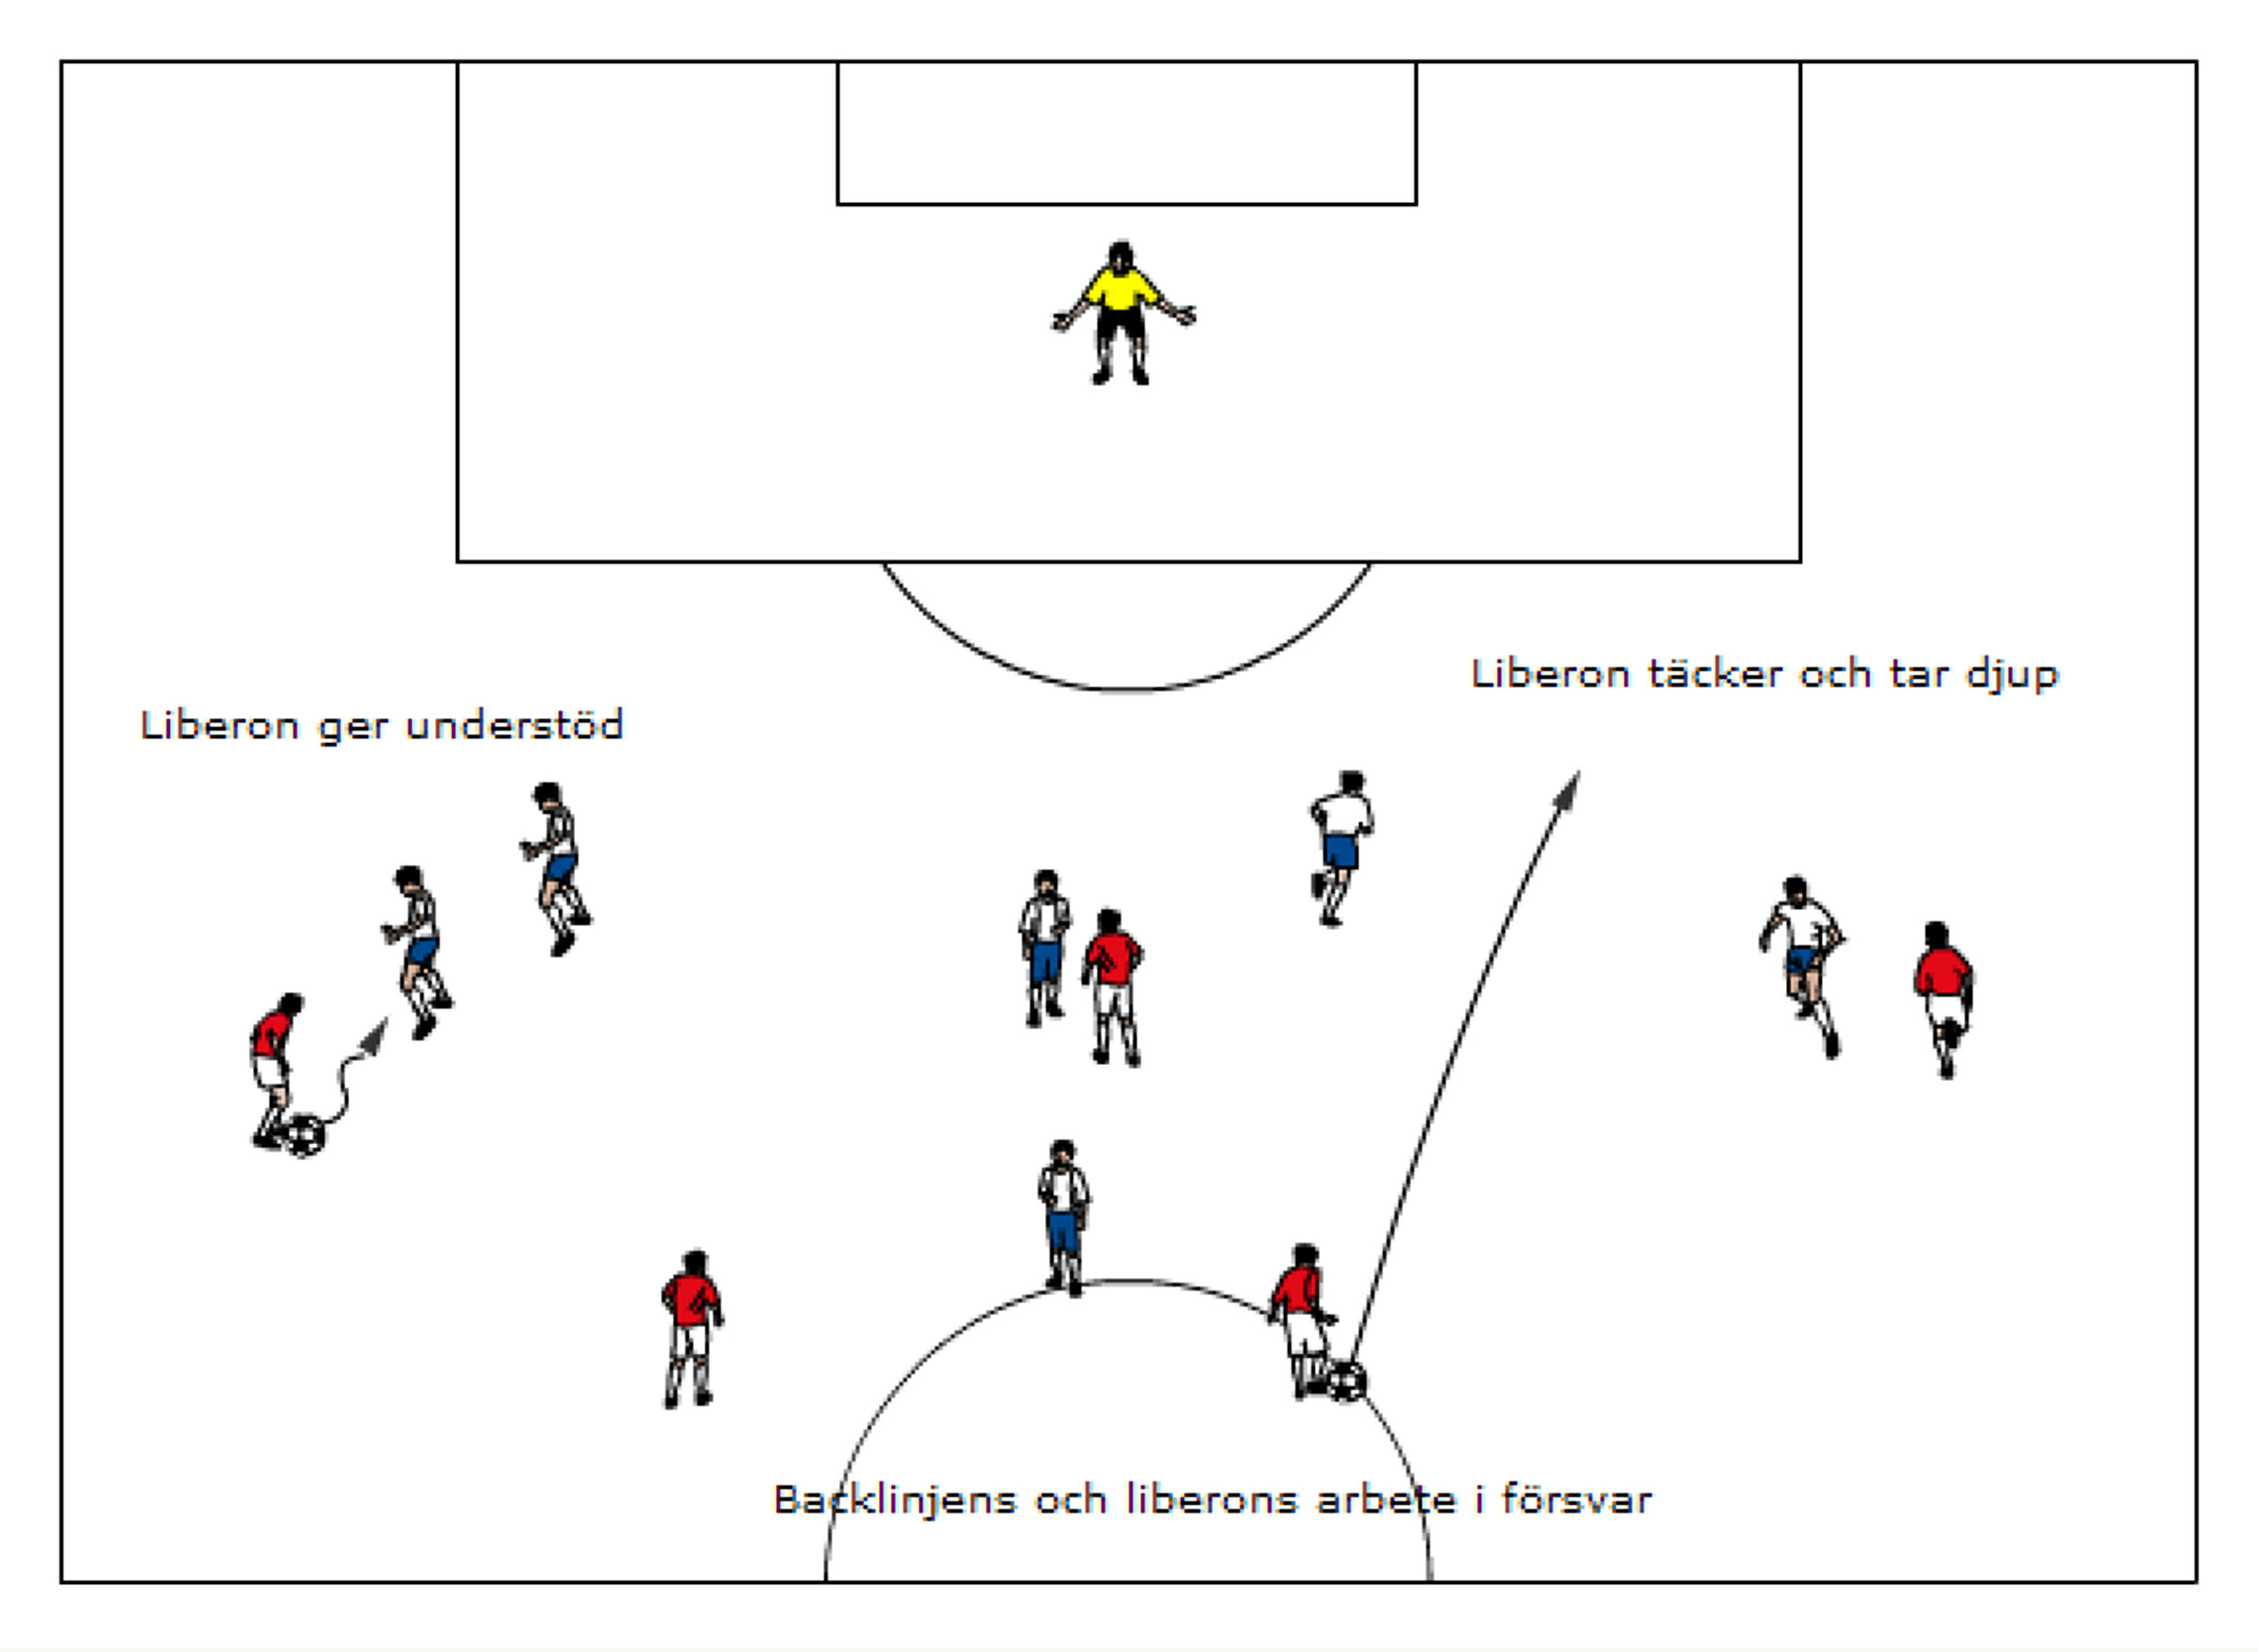 Liberon täcker och tar djup
Liberon ger understöd
Backlinjens och liberons arbete i försvar